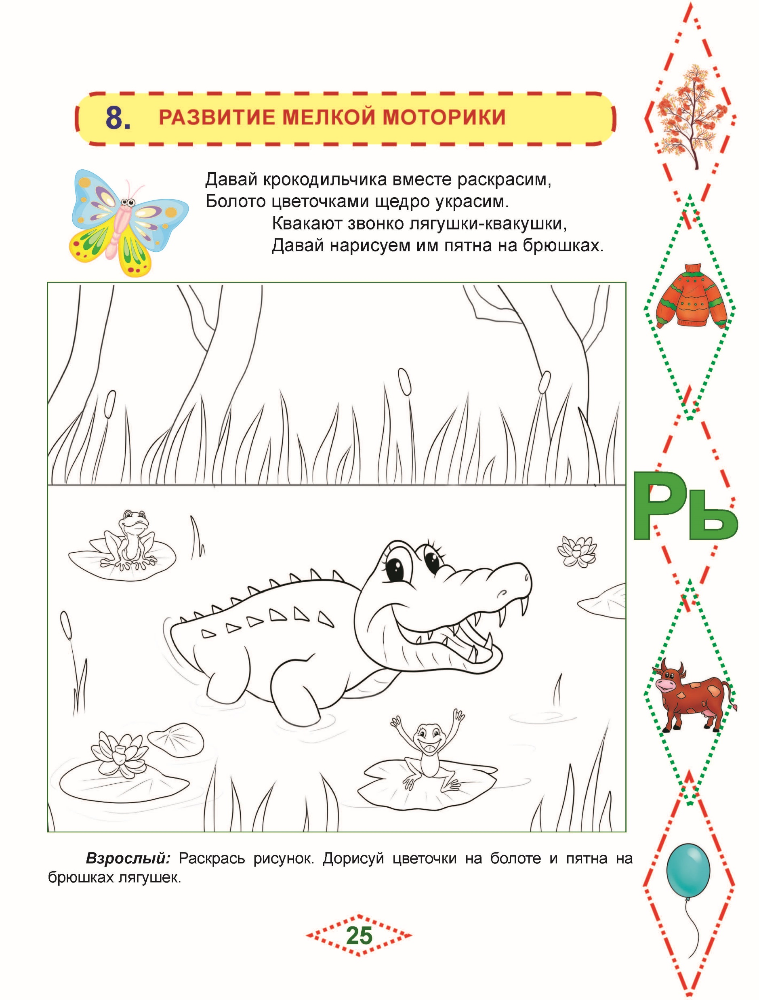 8. РАЗВИТИЕ МЕЛКОЙ МОТОРИКИ
Давай крокодильчика вместе раскрасим,
Болото цветочками щедро украсим.
Квакают звонко лягушки-квакушки,
Давай нарисуем им пятна на брюшках.
Рь
Взрослый: Раскрась рисунок. Дорисуй цветочки на болоте и пятна на
брюшках лягушек.
25